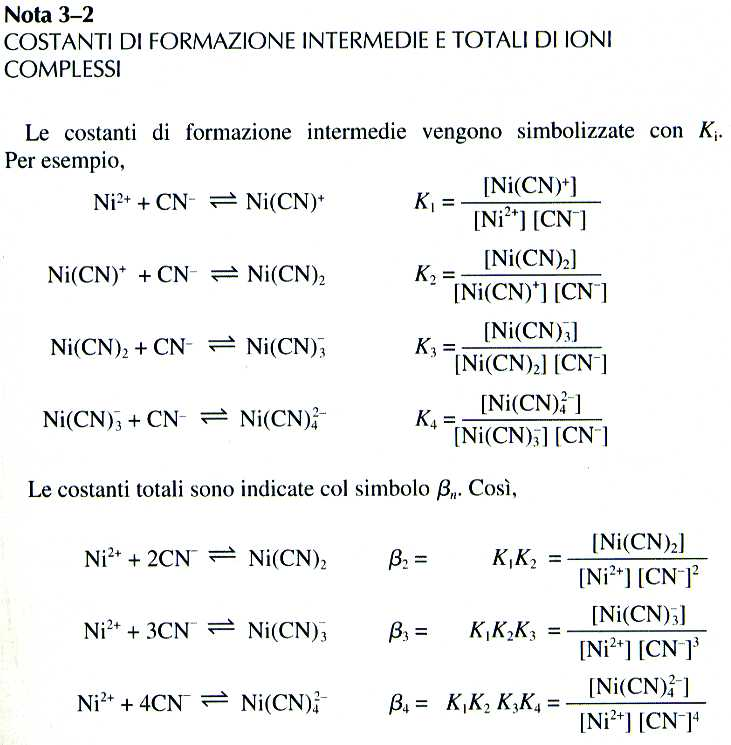 Nota 3–2
COSTANTI DI FORMAZIONE INTERMEDIE E TOTALI DI IONI
COMPLESSI
Le costanti di formazione intermedie vengono simbolizzate con Kᵢ.
Per esempio,
Ni²⁺ + CN⁻ ⇌ Ni(CN)⁺ K₁ = [Ni(CN)⁺] / [Ni²⁺] [CN⁻]
Ni(CN)⁺ + CN⁻ ⇌ Ni(CN)₂ K₂ = [Ni(CN)₂] / [Ni(CN)⁺] [CN⁻]
Ni(CN)₂ + CN⁻ ⇌ Ni(CN)₃⁻ K₃ = [Ni(CN)₃⁻] / [Ni(CN)₂] [CN⁻]
Ni(CN)₃⁻ + CN⁻ ⇌ Ni(CN)₄²⁻ K₄ = [Ni(CN)₄²⁻] / [Ni(CN)₃⁻] [CN⁻]
Le costanti totali sono indicate col simbolo βₙ. Così,
Ni²⁺ + 2CN⁻ ⇌ Ni(CN)₂ β₂ = K₁K₂ = [Ni(CN)₂] / [Ni²⁺] [CN⁻]²
Ni²⁺ + 3CN⁻ ⇌ Ni(CN)₃⁻ β₃ = K₁K₂K₃ = [Ni(CN)₃⁻] / [Ni²⁺] [CN⁻]³
Ni²⁺ + 4CN⁻ ⇌ Ni(CN)₄²⁻ β₄ = K₁K₂ K₃K₄ = [Ni(CN)₄²⁻] / [Ni²⁺] [CN⁻]⁴